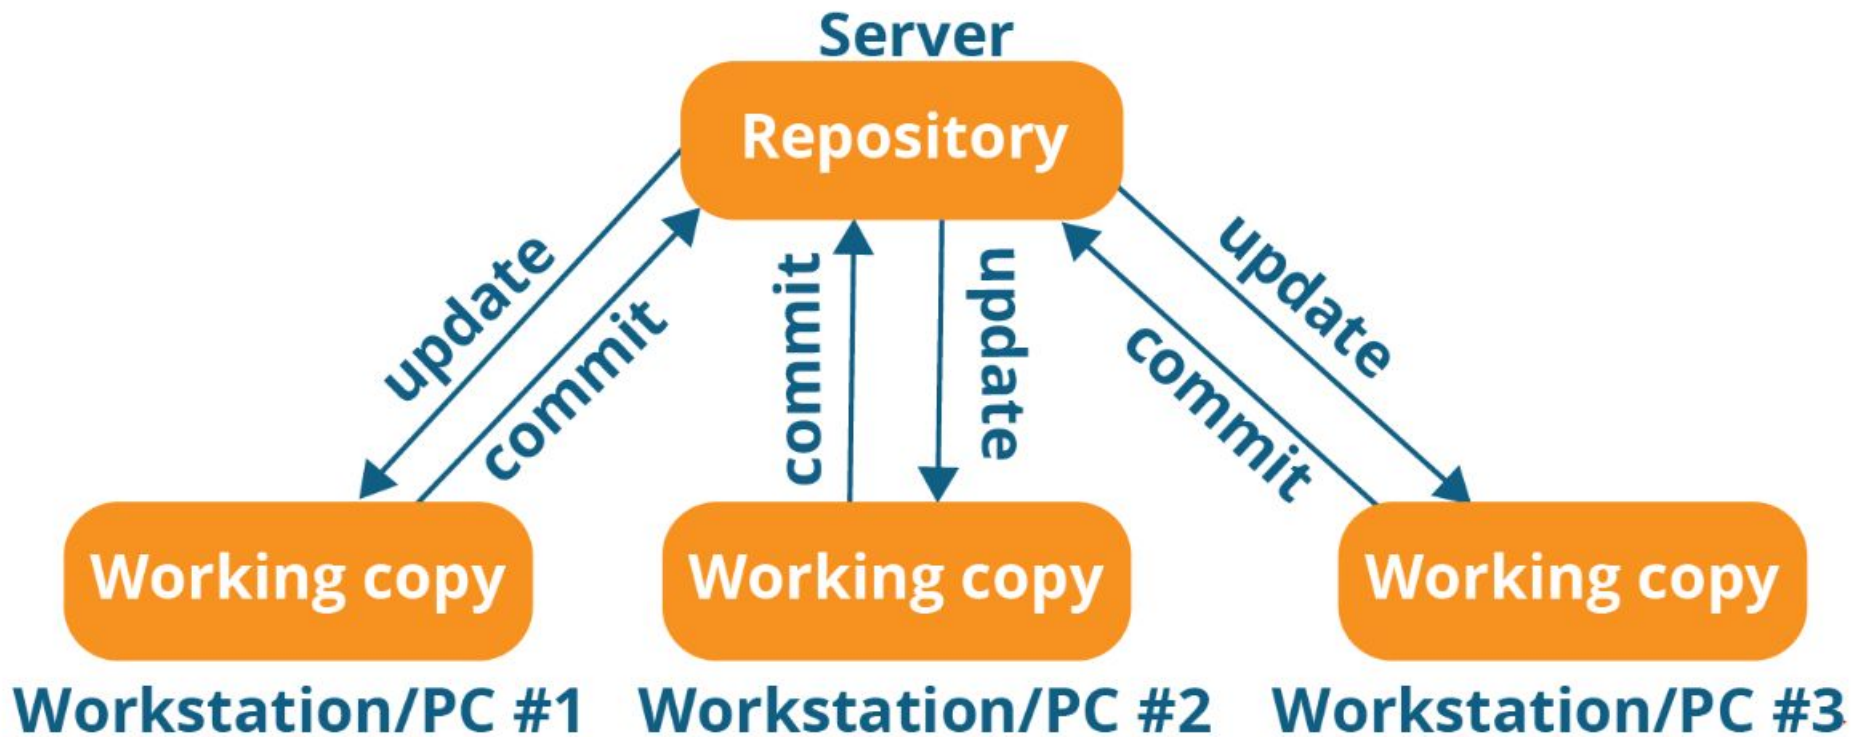 Server
Repository
update
commit
commit
update
update
commit
Working copy
Working copy
Working copy
Workstation/PC #1
Workstation/PC #2
Workstation/PC #3